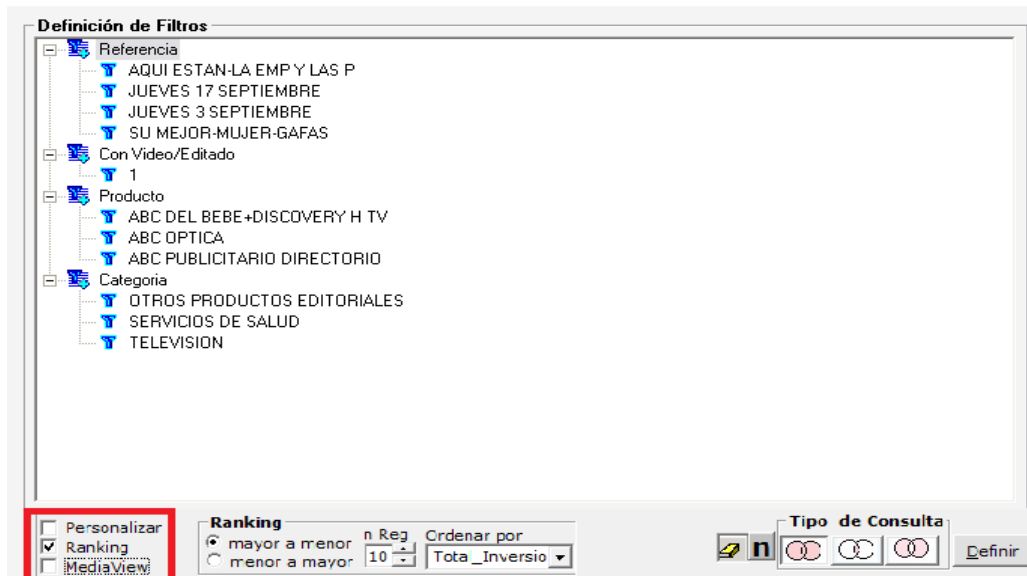 Definición de Filtros
Referencia
AQUI ESTAN-LA EMP Y LAS P
JUEVES 17 SEPTIEMBRE
JUEVES 3 SEPTIEMBRE
SU MEJOR-MUJER-GAFAS
Con Video/Editado
1
Producto
ABC DEL BEBE+DISCOVERY H TV
ABC OPTICA
ABC PUBLICITARIO DIRECTORIO
Categoria
OTROS PRODUCTOS EDITORIALES
SERVICIOS DE SALUD
TELEVISION
Personalizar
Ranking
MediaView
Ranking
mayor a menor
menor a mayor
n Reg
10
Ordenar por
Tota_Inversio
n
Tipo de Consulta
Definir